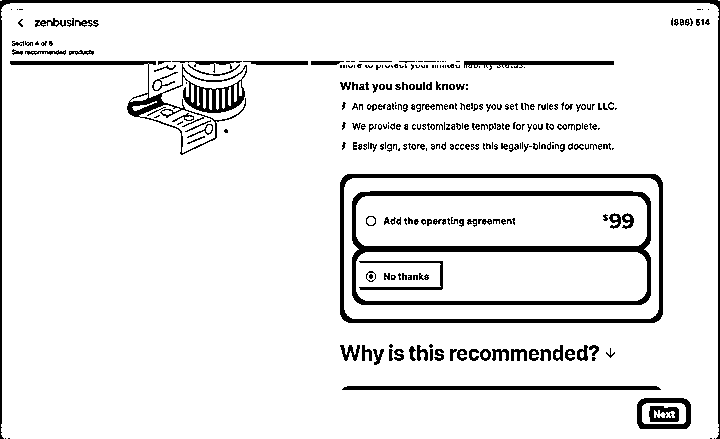 zenbusiness
(888) 514
Section 4 of 5
See recommended products
more to protect your limited liability status.
What you should know:
An operating agreement helps you set the rules for your LLC.
We provide a customizable template for you to complete.
Easily sign, store, and access this legally-binding document.
Add the operating agreement
$99
No thanks
Why is this recommended? ↓
Next